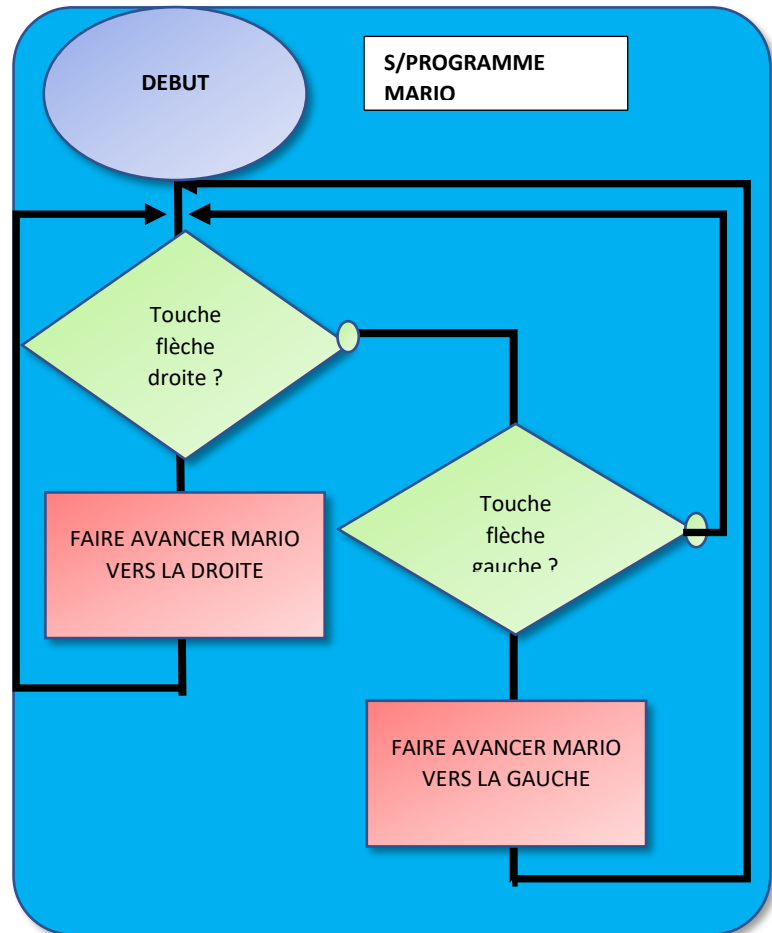 DEBUT
S/PROGRAMME
MARIO
Touche
flèche
droite ?
Touche
flèche
gauche ?
FAIRE AVANCER MARIO
VERS LA DROITE
FAIRE AVANCER MARIO
VERS LA GAUCHE